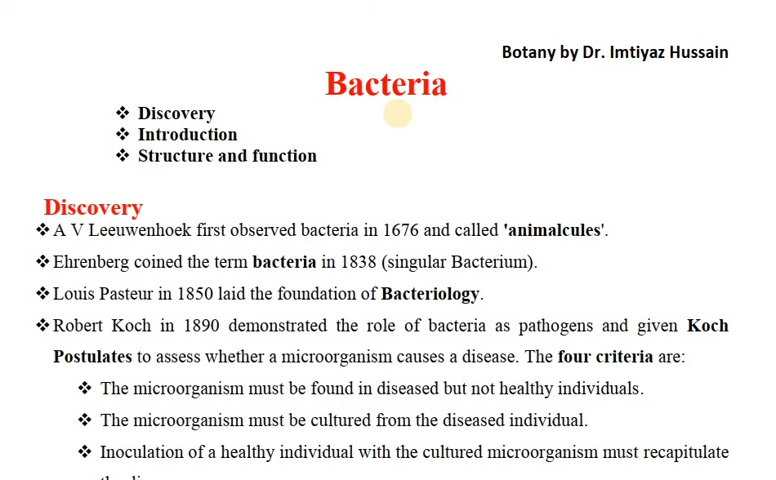 Botany by Dr. Imtiyaz Hussain
Bacteria
❖ Discovery
❖ Introduction
❖ Structure and function
Discovery
❖ A V Leeuwenhoek first observed bacteria in 1676 and called 'animalcules'.
❖ Ehrenberg coined the term bacteria in 1838 (singular Bacterium).
❖ Louis Pasteur in 1850 laid the foundation of Bacteriology.
❖ Robert Koch in 1890 demonstrated the role of bacteria as pathogens and given Koch
Postulates to assess whether a microorganism causes a disease. The four criteria are:
❖ The microorganism must be found in diseased but not healthy individuals.
❖ The microorganism must be cultured from the diseased individual.
❖ Inoculation of a healthy individual with the cultured microorganism must recapitulate